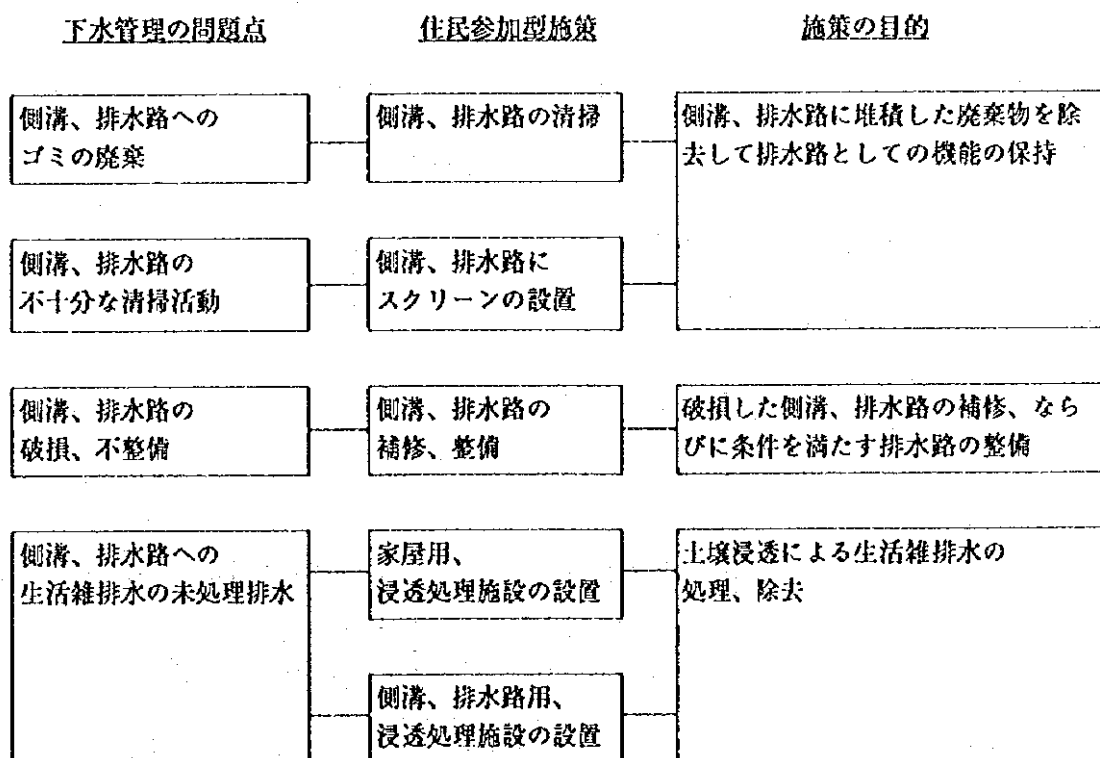 下水管理の問題点
住民参加型施策
施策の目的
側溝、排水路への
ゴミの廃棄
側溝、排水路の清掃
側溝、排水路に堆積した廃棄物を除
去して排水路としての機能の保持
側溝、排水路の
不十分な清掃活動
側溝、排水路に
スクリーンの設置
側溝、排水路の
破損、不整備
側溝、排水路の
補修、整備
破損した側溝、排水路の補修、なら
びに条件を満たす排水路の整備
側溝、排水路への
生活雑排水の未処理排水
家屋用、
浸透処理施設の設置
土壌浸透による生活雑排水の
処理、除去
側溝、排水路用、
浸透処理施設の設置